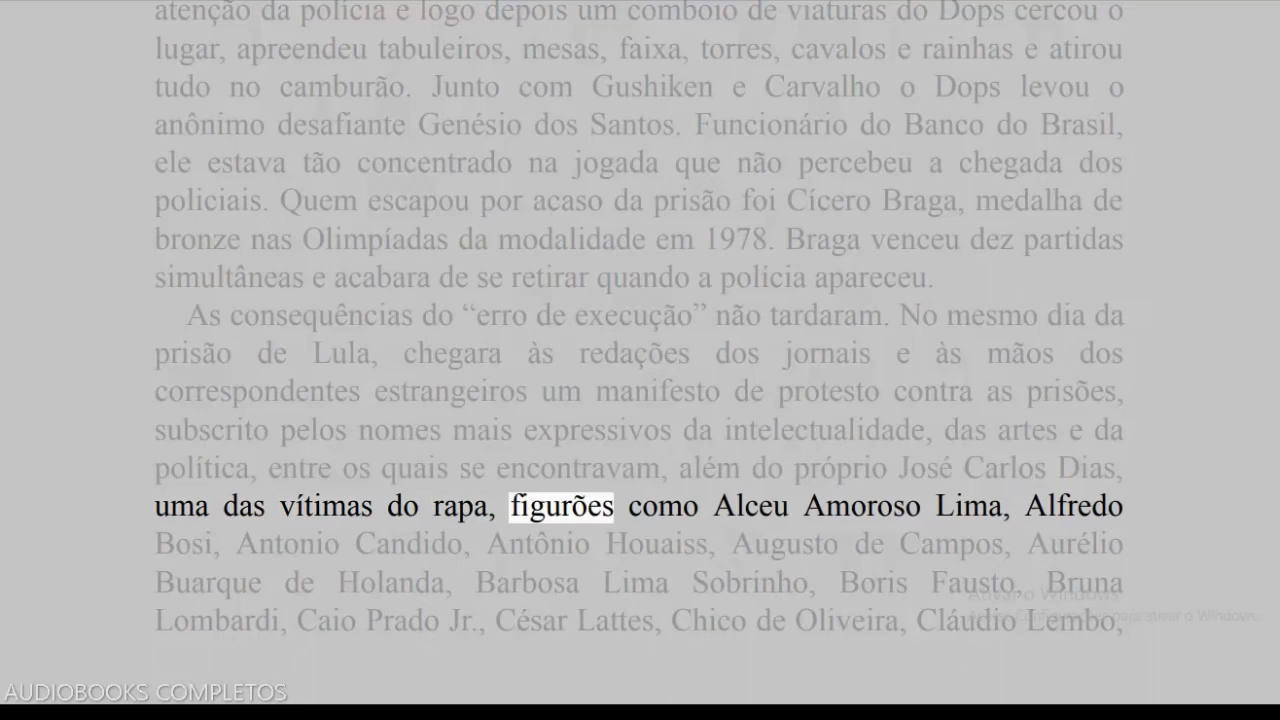 atenção da polícia e logo depois um comboio de viaturas do Dops cercou o
lugar, apreendeu tabuleiros, mesas, faixa, torres, cavalos e rainhas e atirou
tudo no camburão. Junto com Gushiken e Carvalho o Dops levou o
anônimo desafiante Genésio dos Santos. Funcionário do Banco do Brasil,
ele estava tão concentrado na jogada que não percebeu a chegada dos
policiais. Quem escapou por acaso da prisão foi Cícero Braga, medalha de
bronze nas Olimpíadas da modalidade em 1978. Braga venceu dez partidas
simultâneas e acabara de se retirar quando a polícia apareceu.
As consequências do “erro de execução” não tardaram. No mesmo dia da
prisão de Lula, chegara às redações dos jornais e às mãos dos
correspondentes estrangeiros um manifesto de protesto contra as prisões,
subscrito pelos nomes mais expressivos da intelectualidade, das artes e da
política, entre os quais se encontravam, além do próprio José Carlos Dias,
uma das vítimas do rapa, figurões como Alceu Amoroso Lima, Alfredo
Bosi, Antonio Candido, Antônio Houaiss, Augusto de Campos, Aurélio
Buarque de Holanda, Barbosa Lima Sobrinho, Boris Fausto, Bruna
Ativar o Windows
Lombardi, Caio Prado Jr., César Lattes, Chico de Oliveira, Cláudio Lembo,
para ativar o Windows.
AUDIOBOOKS COMPLETOS